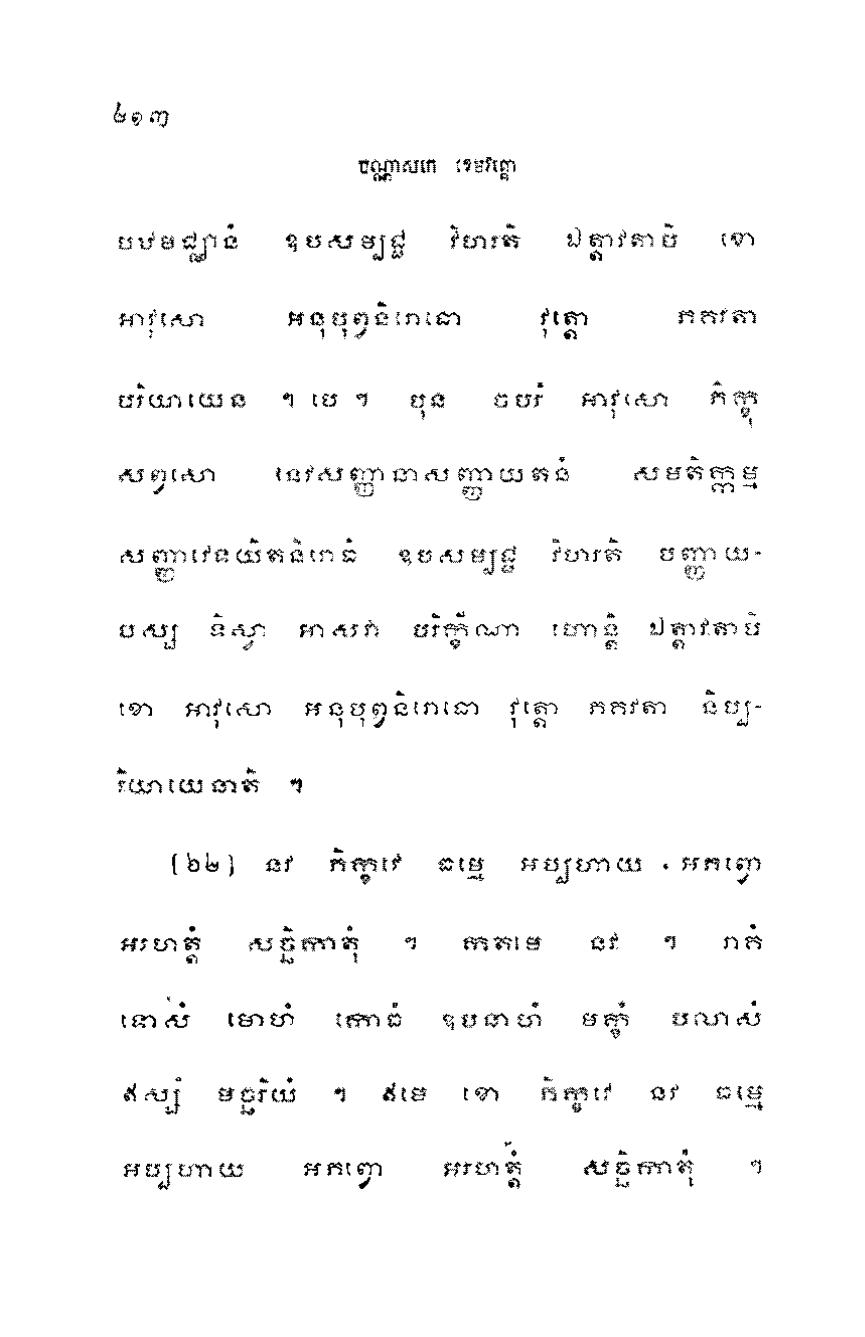 ២១៣
បណ្ណាសកេ ខេមវគ្គោ
បឋមជ្ឈានំ ឧបសម្បជ្ជ វិហរតិ ឯត្តាវតាបិ ខោ
អាវុសោ អនុបុព្វនិរោធោ វុត្តោ ភគវតា
បរិយាយេន ។ បេ ។ បុន ចបរំ អាវុសោ ភិក្ខុ
សព្វសោ នេវសញ្ញានាសញ្ញាយតនំ សមតិក្កម្ម
សញ្ញាវេទយិតនិរោធំ ឧបសម្បជ្ជ វិហរតិ បញ្ញាយ-
បស្ស ទិស្វា អាសវា បរិក្ខីណា ហោន្តិ ឯត្តាវតាបិ
ខោ អាវុសោ អនុបុព្វនិរោធោ វុត្តោ ភគវតា និប្ប-
រិយាយេនាតិ ។
(៦២) នវ ភិក្ខវេ ធម្មេ អប្បហាយ អភព្វោ
អរហត្តំ សច្ឆិកាតុំ ។ កតមេ នវ ។ រាគំ
ទោសំ មោហំ កោធំ ឧបនាហំ មក្ខំ បលាសំ
ឥស្សំ មច្ឆរិយំ ។ ឥមេ ខោ ភិក្ខវេ នវ ធម្មេ
អប្បហាយ អភព្វោ អរហត្តំ សច្ឆិកាតុំ ។